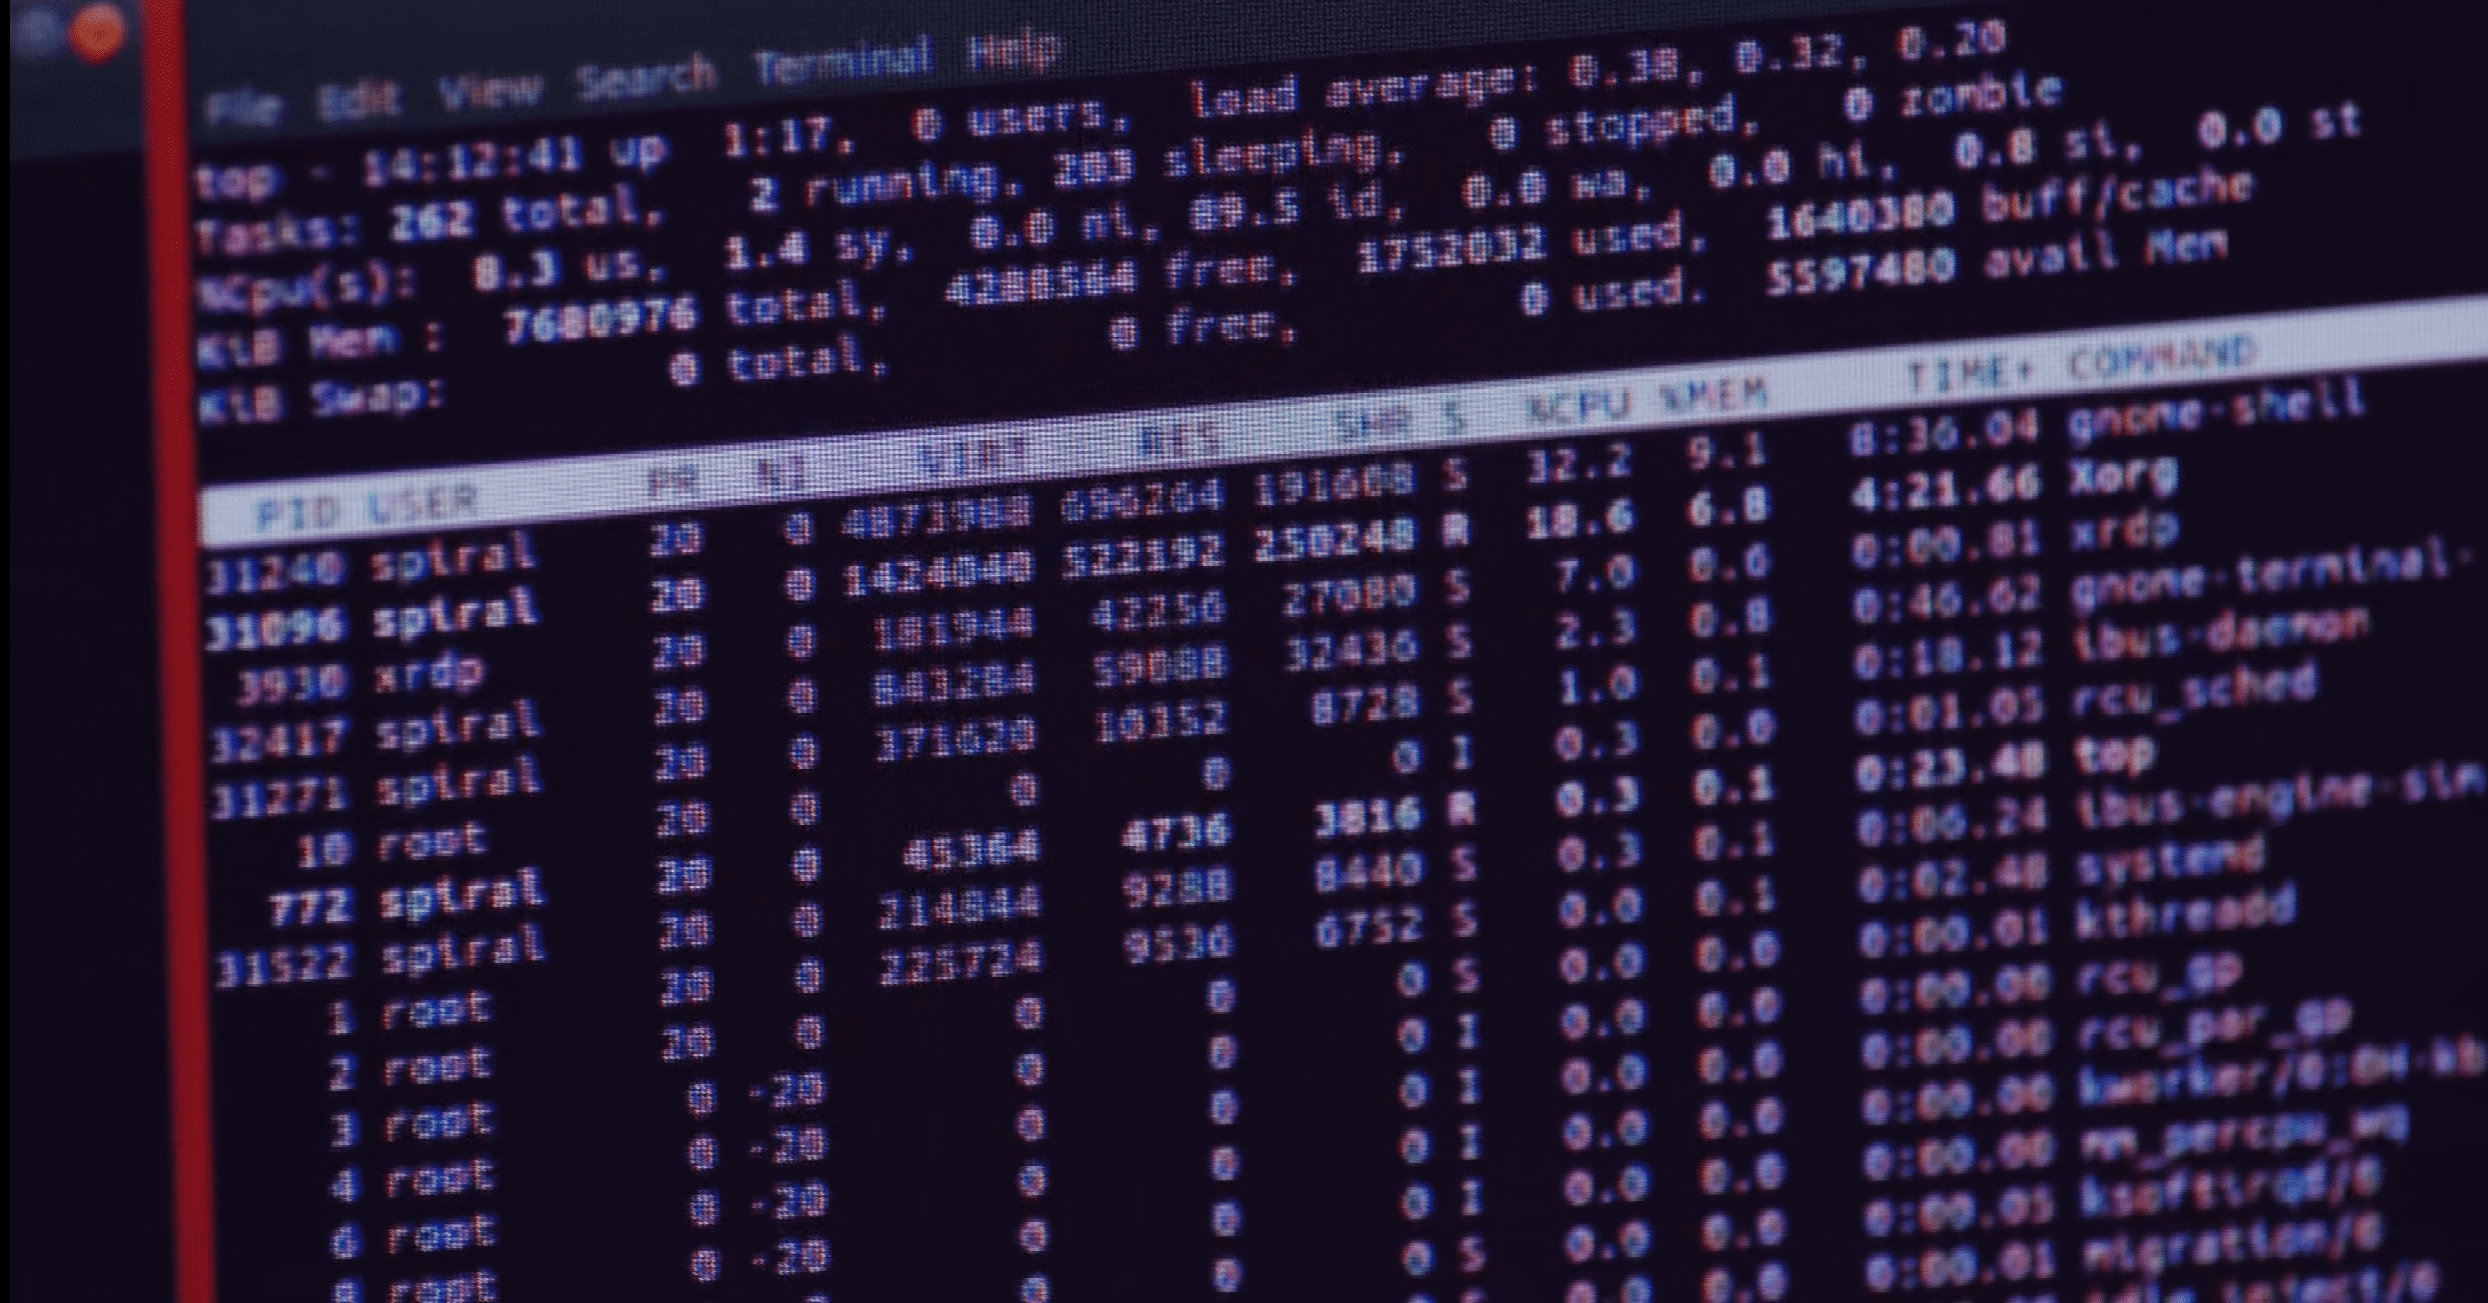 File Edit View Search Terminal Help
top - 14:12:41 up 1:17, 0 users, load average: 0.38, 0.32, 0.20
Tasks: 262 total, 2 running, 203 sleeping, 0 stopped, 0 zombie
%Cpu(s): 8.3 us, 1.4 sy, 0.0 ni, 89.5 id, 0.0 wa, 0.0 hi, 0.8 si, 0.0 st
KiB Mem : 7680976 total, 4288564 free, 1752032 used, 1640380 buff/cache
KiB Swap: 0 total, 0 free, 0 used. 5597480 avail Mem
PID USER PR NI VIRT RES SHR S %CPU %MEM TIME+ COMMAND
31240 spiral 20 0 4073988 696264 191608 S 32.2 9.1 8:36.04 gnome-shell
31096 spiral 20 0 1424040 522192 250248 R 18.6 6.8 4:21.66 Xorg
3930 xrdp 20 0 181944 42256 27080 S 7.0 0.6 0:00.81 xrdp
32417 spiral 20 0 843284 59088 32436 S 2.3 0.8 0:46.62 gnome-terminal-
31271 spiral 20 0 371620 10352 8728 S 1.0 0.1 0:18.12 ibus-daemon
10 root 20 0 0 0 0 I 0.3 0.0 0:01.05 rcu_sched
772 spiral 20 0 45364 4736 3816 R 0.3 0.1 0:23.48 top
31522 spiral 20 0 214844 9288 8440 S 0.3 0.1 0:06.24 ibus-engine-sim
1 root 20 0 225724 9536 6752 S 0.0 0.1 0:02.48 systemd
2 root 20 0 0 0 0 S 0.0 0.0 0:00.01 kthreadd
3 root 0 -20 0 0 0 I 0.0 0.0 0:00.00 rcu_gp
4 root 0 -20 0 0 0 I 0.0 0.0 0:00.00 rcu_par_gp
6 root 0 -20 0 0 0 I 0.0 0.0 0:00.00 kworker/0:0H-kb
root 0 -20 0 0 0 I 0.0 0.0 0:00.00 mm_percpu_wq
0 S 0.0 0.0 0:00.05 ksoftirqd/0
0:00.01 migration/0
idle_inject/0